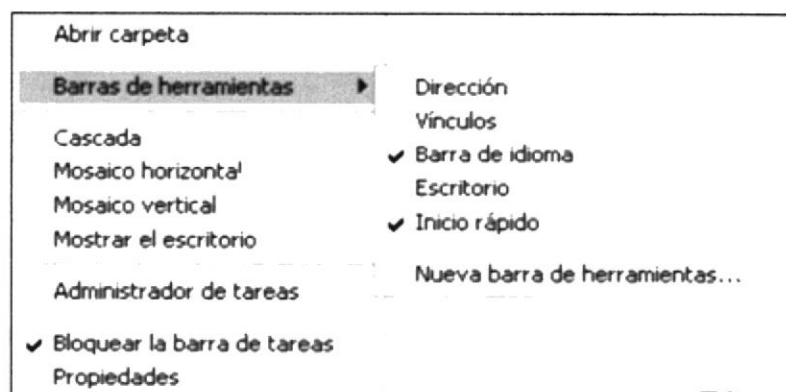 Abrir carpeta
Barras de herramientas
Cascada
Mosaico horizontal
Mosaico vertical
Mostrar el escritorio
Administrador de tareas
Bloquear la barra de tareas
Propiedades
Dirección
Vínculos
Barra de idioma
Escritorio
Inicio rápido
Nueva barra de herramientas...